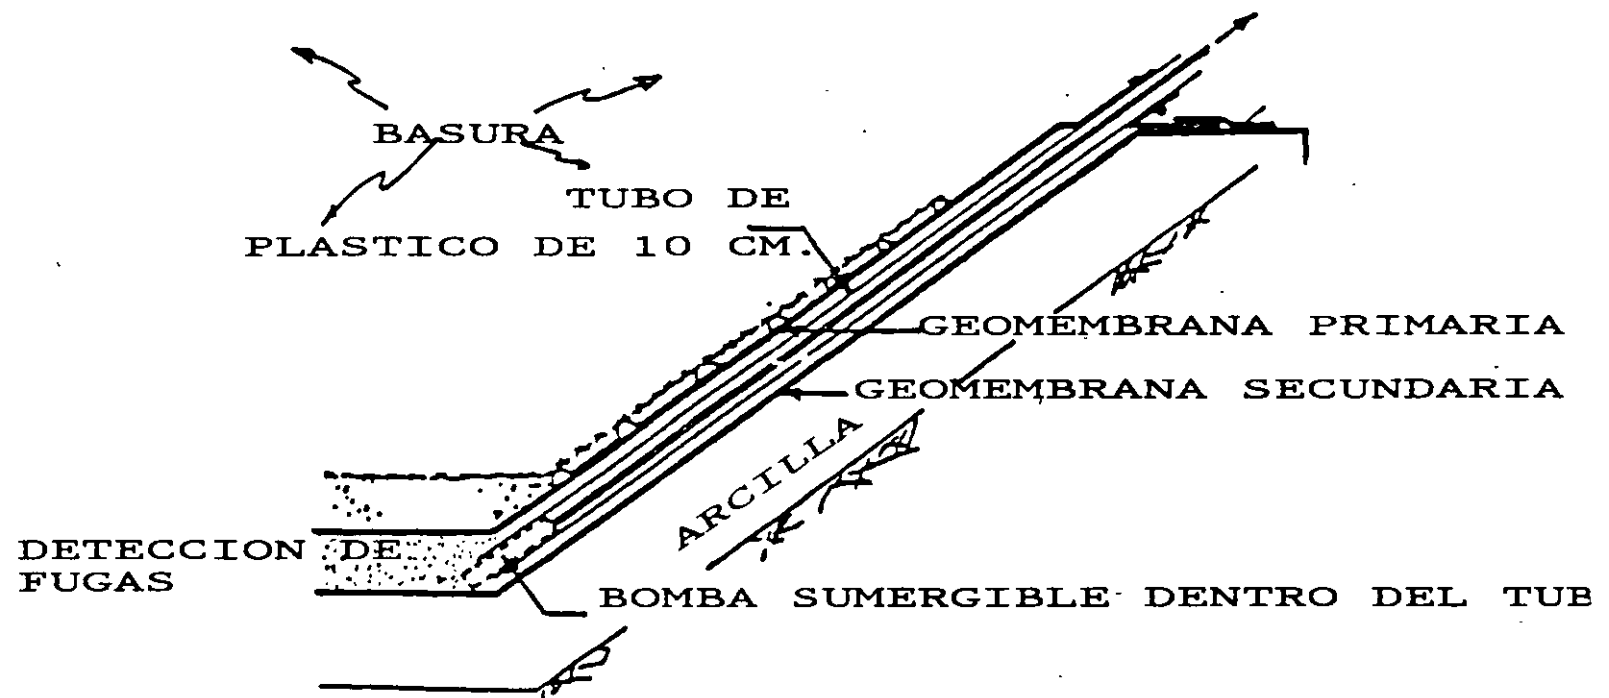 BASURA
TUBO DE
PLASTICO DE 10 CM.
GEOMEMBRANA PRIMARIA
GEOMEMBRANA SECUNDARIA
ARCILLA
DETECCION DE
FUGAS
BOMBA SUMERGIBLE DENTRO DEL TUB